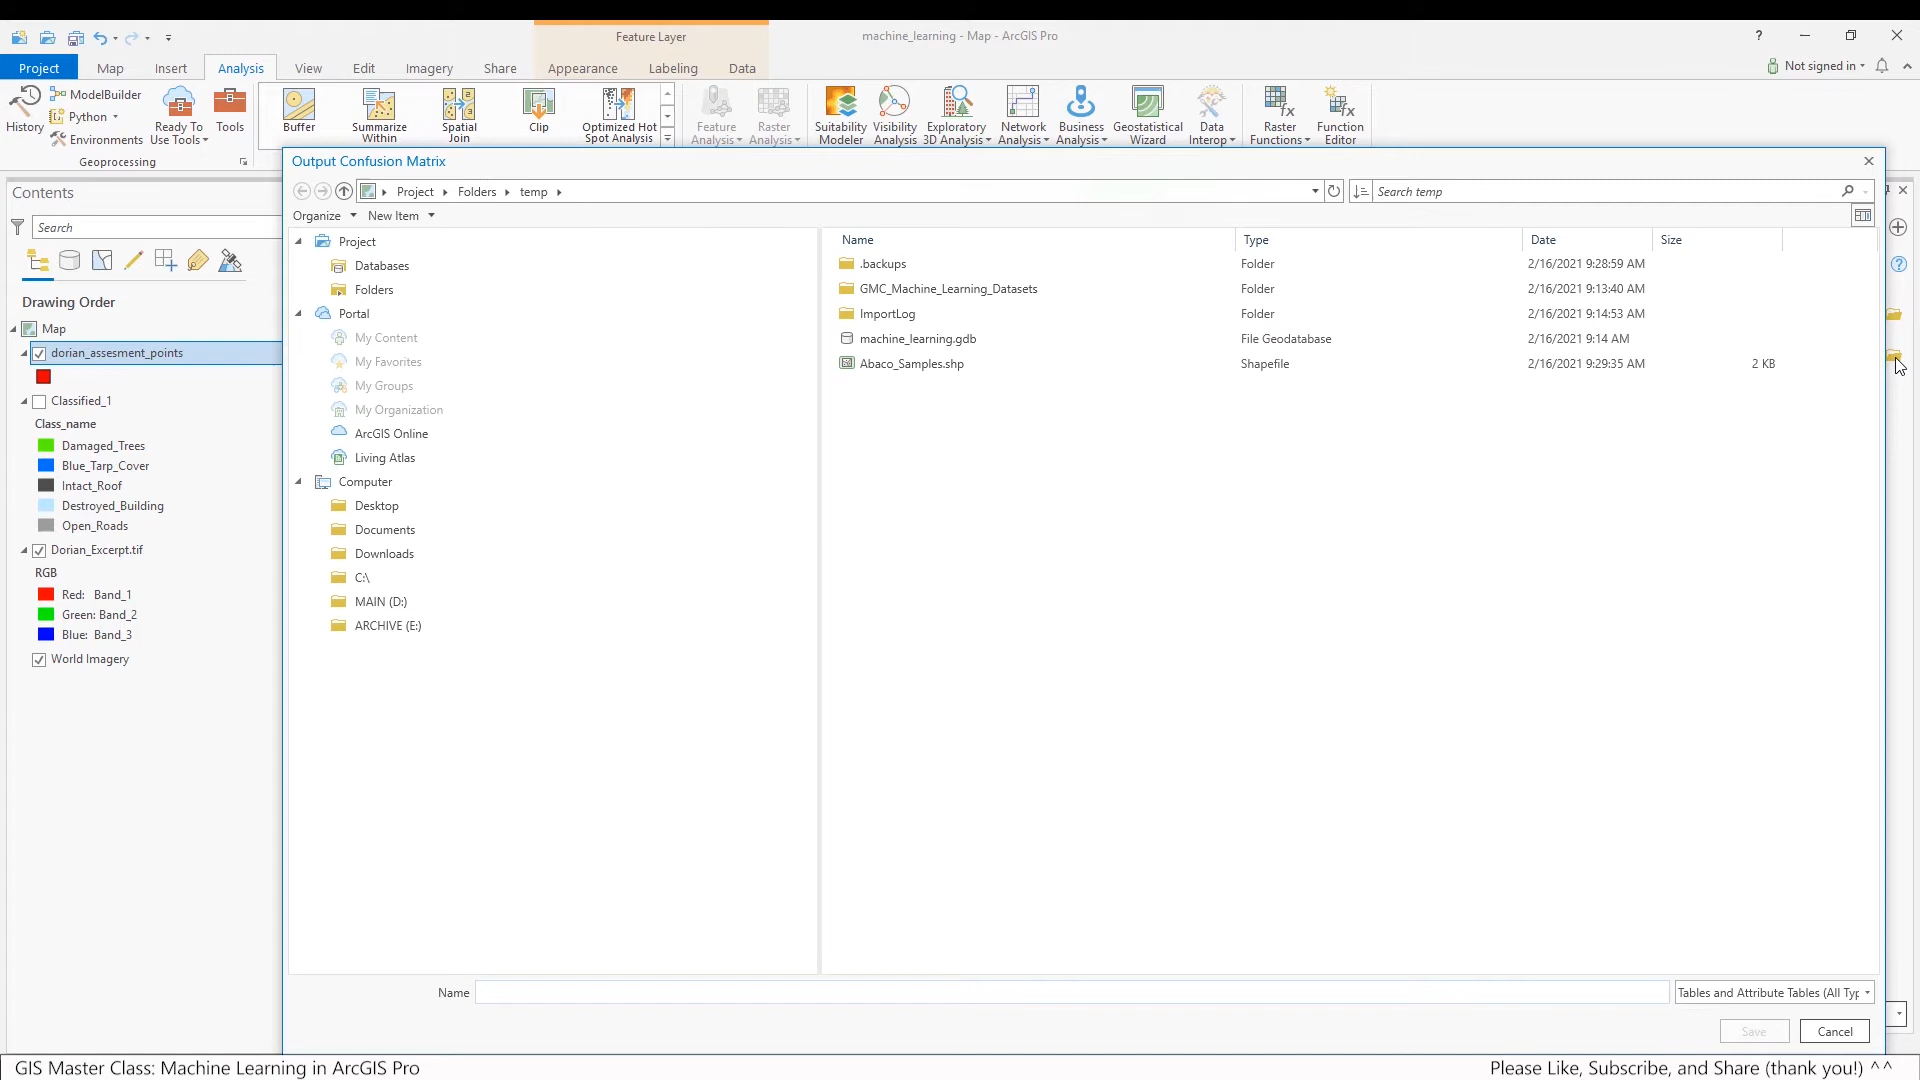 Feature Layer
machine_learning - Map - ArcGIS Pro
?
Project
Map
Insert
Analysis
View
Edit
Imagery
Share
Appearance
Labeling
Data
Not signed in
History
ModelBuilder
Python
Environments
Ready To Use Tools
Tools
Geoprocessing
Buffer
Summarize Within
Spatial Join
Clip
Optimized Hot Spot Analysis
Feature Analysis
Raster Analysis
Suitability Modeler
Visibility Analysis
Exploratory 3D Analysis
Network Analysis
Business Analysis
Geostatistical Wizard
Data Interop
Raster Functions
Function Editor
Contents
Search
Drawing Order
Map
dorian_assesment_points
Classified_1
Class_name
Damaged_Trees
Blue_Tarp_Cover
Intact_Roof
Destroyed_Building
Open_Roads
Dorian_Excerpt.tif
RGB
Red: Band_1
Green: Band_2
Blue: Band_3
World Imagery
Output Confusion Matrix
Project
Folders
temp
Search temp
Organize
New Item
Project
Databases
Folders
Portal
My Content
My Favorites
My Groups
My Organization
ArcGIS Online
Living Atlas
Computer
Desktop
Documents
Downloads
C:\
MAIN (D:)
ARCHIVE (E:)
Name Type Date Size
.backups Folder 2/16/2021 9:28:59 AM
GMC_Machine_Learning_Datasets Folder 2/16/2021 9:13:40 AM
ImportLog Folder 2/16/2021 9:14:53 AM
machine_learning.gdb File Geodatabase 2/16/2021 9:14 AM
Abaco_Samples.shp Shapefile 2/16/2021 9:29:35 AM 2 KB
Name
Tables and Attribute Tables (All Typ
Save
Cancel
GIS Master Class: Machine Learning in ArcGIS Pro
Please Like, Subscribe, and Share (thank you!) ^^